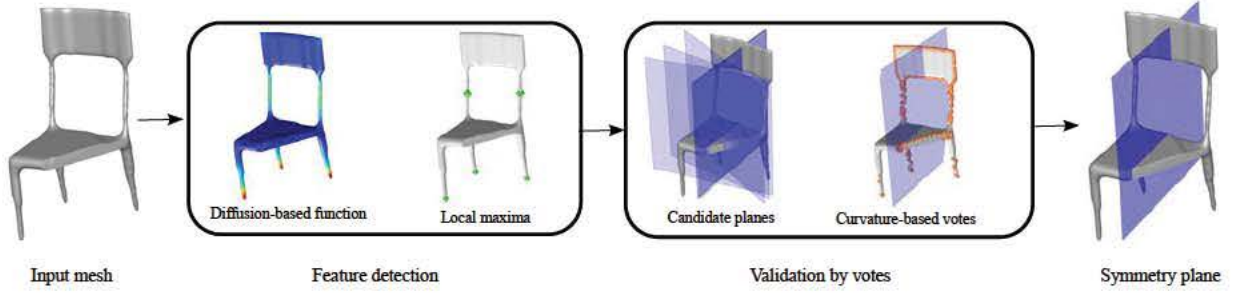 Diffusion-based function
Local maxima
Candidate planes
Curvature-based votes
Input mesh
Feature detection
Validation by votes
Symmetry plane